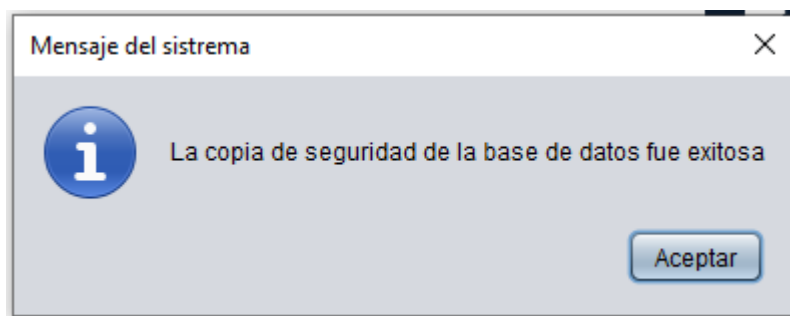 Mensaje del sistrema
La copia de seguridad de la base de datos fue exitosa
Aceptar